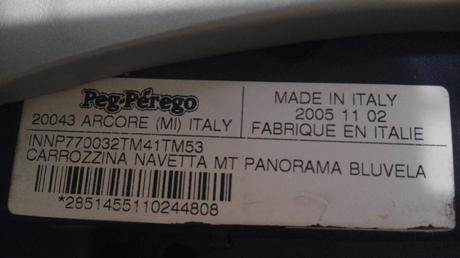 Peg-Pérego
20043 ARCORE (MI) ITALY
MADE IN ITALY
2005 11 02
FABRIQUE EN ITALIE
INNP770032TM41TM53
CARROZZINA NAVETTA MT PANORAMA BLUVELA
*2851455110244808